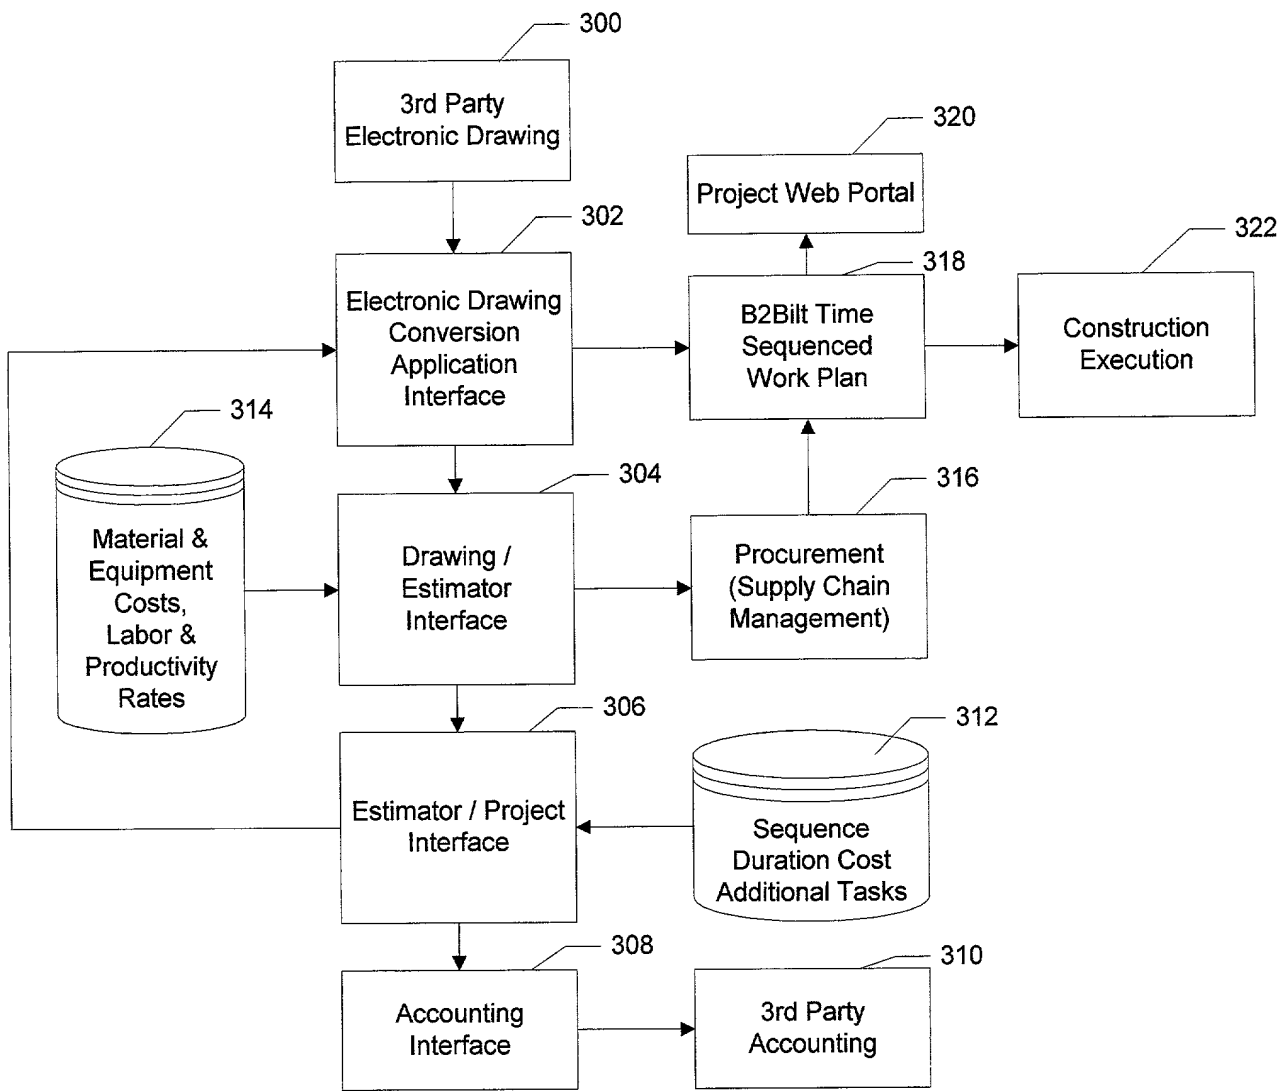 300
3rd Party
Electronic Drawing
320
Project Web Portal
302
322
Electronic Drawing
Conversion
Application
Interface
318
B2Bilt Time
Sequenced
Work Plan
Construction
Execution
314
Material &
Equipment
Costs,
Labor &
Productivity
Rates
304
Drawing /
Estimator
Interface
316
Procurement
(Supply Chain
Management)
306
Estimator / Project
Interface
312
Sequence
Duration Cost
Additional Tasks
308
Accounting
Interface
310
3rd Party
Accounting